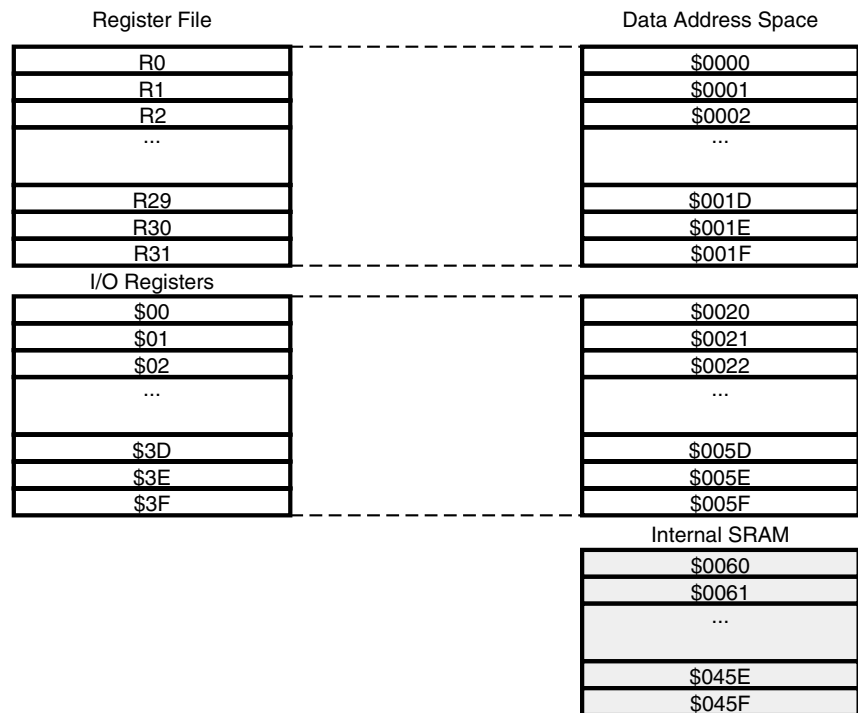 Register File
Data Address Space
R0
$0000
R1
$0001
R2
$0002
...
...
R29
$001D
R30
$001E
R31
$001F
I/O Registers
$00
$0020
$01
$0021
$02
$0022
...
...
$3D
$005D
$3E
$005E
$3F
$005F
Internal SRAM
$0060
$0061
...
$045E
$045F